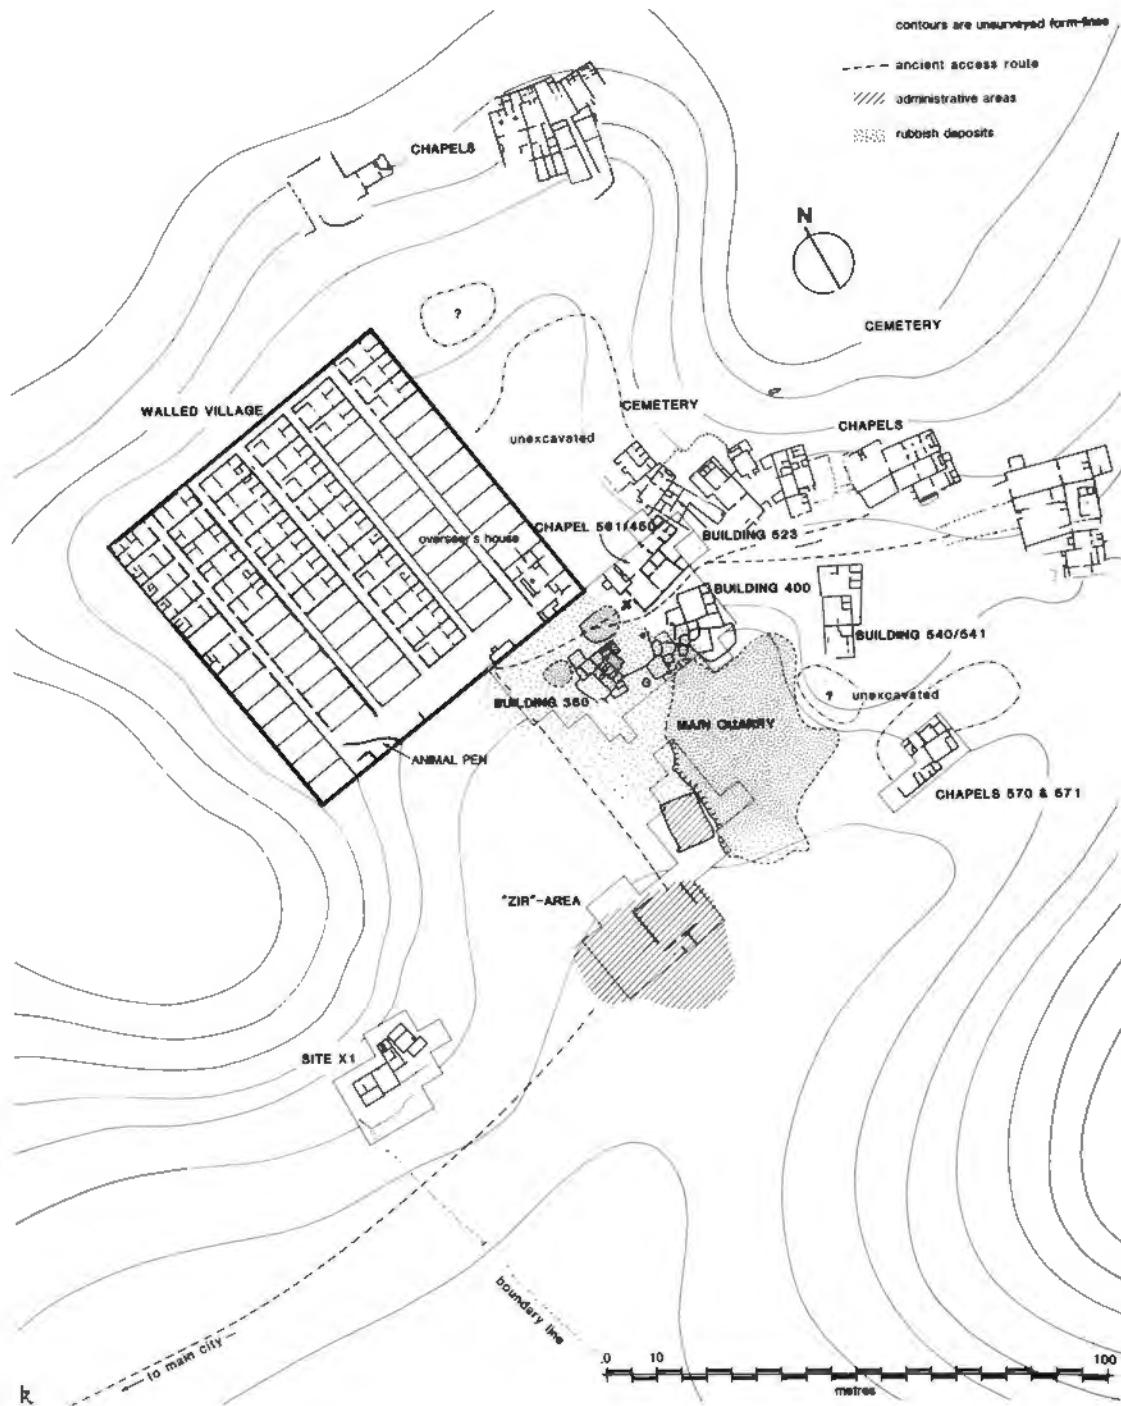 contours are unsurveyed form-lines
ancient access route
administrative areas
rubbish deposits
CHAPELS
N
?
CEMETERY
WALLED VILLAGE
CEMETERY
CHAPELS
unexcavated
overseer's house
CHAPEL 561/450
BUILDING 523
BUILDING 400
BUILDING 540/541
? unexcavated
BUILDING 350
G
MAIN QUARRY
ANIMAL PEN
CHAPELS 570 & 571
"ZIR"-AREA
SITE X1
boundary line
to main city
0 10 100
metres